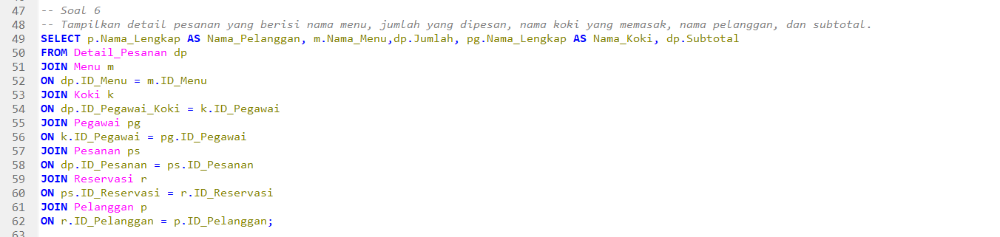 47 -- Soal 6
48 -- Tampilkan detail pesanan yang berisi nama menu, jumlah yang dipesan, nama koki yang memasak, nama pelanggan, dan subtotal.
49 SELECT p.Nama_Lengkap AS Nama_Pelanggan, m.Nama_Menu,dp.Jumlah, pg.Nama_Lengkap AS Nama_Koki, dp.Subtotal
50 FROM Detail_Pesanan dp
51 JOIN Menu m
52 ON dp.ID_Menu = m.ID_Menu
53 JOIN Koki k
54 ON dp.ID_Pegawai_Koki = k.ID_Pegawai
55 JOIN Pegawai pg
56 ON k.ID_Pegawai = pg.ID_Pegawai
57 JOIN Pesanan ps
58 ON dp.ID_Pesanan = ps.ID_Pesanan
59 JOIN Reservasi r
60 ON ps.ID_Reservasi = r.ID_Reservasi
61 JOIN Pelanggan p
62 ON r.ID_Pelanggan = p.ID_Pelanggan;
63